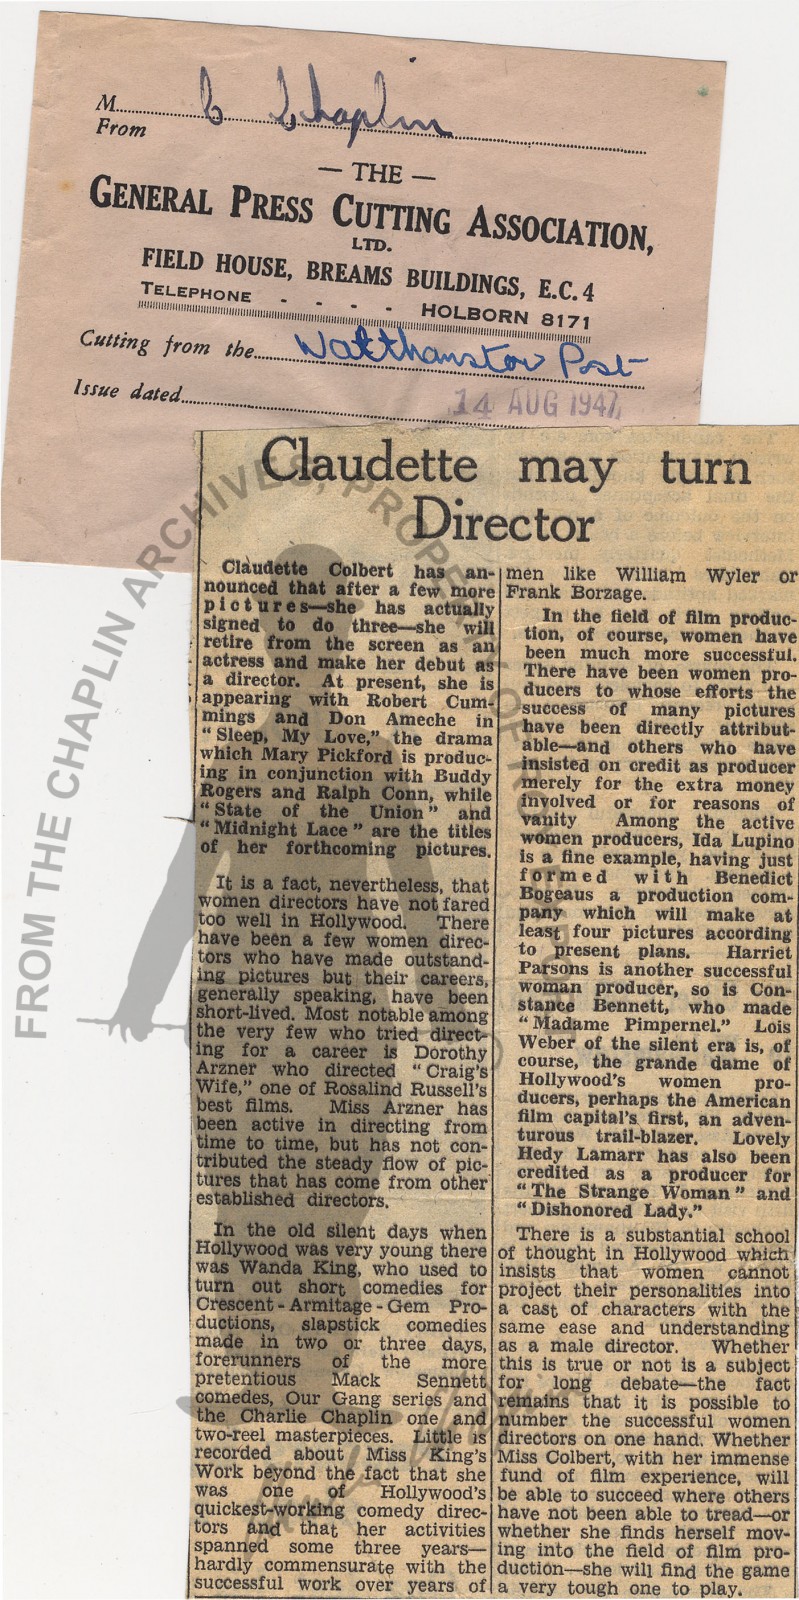 M. C Chaplin
From
— THE —
GENERAL PRESS CUTTING ASSOCIATION,
LTD.
FIELD HOUSE, BREAMS BUILDINGS, E.C. 4
TELEPHONE - - - - HOLBORN 8171
Cutting from the Walthamstow Post
Issue dated 14 AUG 1947
Claudette may turn
Director
Claudette Colbert has an-
nounced that after a few more
pictures—she has actually
signed to do three—she will
retire from the screen as an
actress and make her debut as
a director. At present, she is
appearing with Robert Cum-
mings and Don Ameche in
"Sleep, My Love," the drama
which Mary Pickford is produc-
ing in conjunction with Buddy
Rogers and Ralph Conn, while
"State of the Union" and
"Midnight Lace" are the titles
of her forthcoming pictures.
It is a fact, nevertheless, that
women directors have not fared
too well in Hollywood. There
have been a few women direc-
tors who have made outstand-
ing pictures but their careers,
generally speaking, have been
short-lived. Most notable among
the very few who tried direct-
ing for a career is Dorothy
Arzner who directed "Craig's
Wife," one of Rosalind Russell's
best films. Miss Arzner has
been active in directing from
time to time, but has not con-
tributed the steady flow of pic-
tures that has come from other
established directors.
In the old silent days when
Hollywood was very young there
was Wanda King, who used to
turn out short comedies for
Crescent-Armitage-Gem Pro-
ductions, slapstick comedies
made in two or three days,
forerunners of the more
pretentious Mack Sennett
comedes, Our Gang series and
the Charlie Chaplin one and
two-reel masterpieces. Little is
recorded about Miss King's
Work beyond the fact that she
was one of Hollywood's
quickest-working comedy direc-
tors and that her activities
spanned some three years—
hardly commensurate with the
successful work over years of
men like William Wyler or
Frank Borzage.
In the field of film produc-
tion, of course, women have
been much more successful.
There have been women pro-
ducers to whose efforts the
success of many pictures
have been directly attribut-
able—and others who have
insisted on credit as producer
merely for the extra money
involved or for reasons of
vanity Among the active
women producers, Ida Lupino
is a fine example, having just
formed with Benedict
Bogeaus a production com-
pany which will make at
least four pictures according
to present plans. Harriet
Parsons is another successful
woman producer, so is Con-
stance Bennett, who made
"Madame Pimpernel." Lois
Weber of the silent era is, of
course, the grande dame of
Hollywood's women pro-
ducers, perhaps the American
film capital's first, an adven-
turous trail-blazer. Lovely
Hedy Lamarr has also been
credited as a producer for
"The Strange Woman" and
"Dishonored Lady."
There is a substantial school
of thought in Hollywood which
insists that women cannot
project their personalities into
a cast of characters with the
same ease and understanding
as a male director. Whether
this is true or not is a subject
for long debate—the fact
remains that it is possible to
number the successful women
directors on one hand. Whether
Miss Colbert, with her immense
fund of film experience, will
be able to succeed where others
have not been able to tread—or
whether she finds herself mov-
ing into the field of film pro-
duction—she will find the game
a very tough one to play.
FROM THE CHAPLIN ARCHIVES, PROPERTY OF